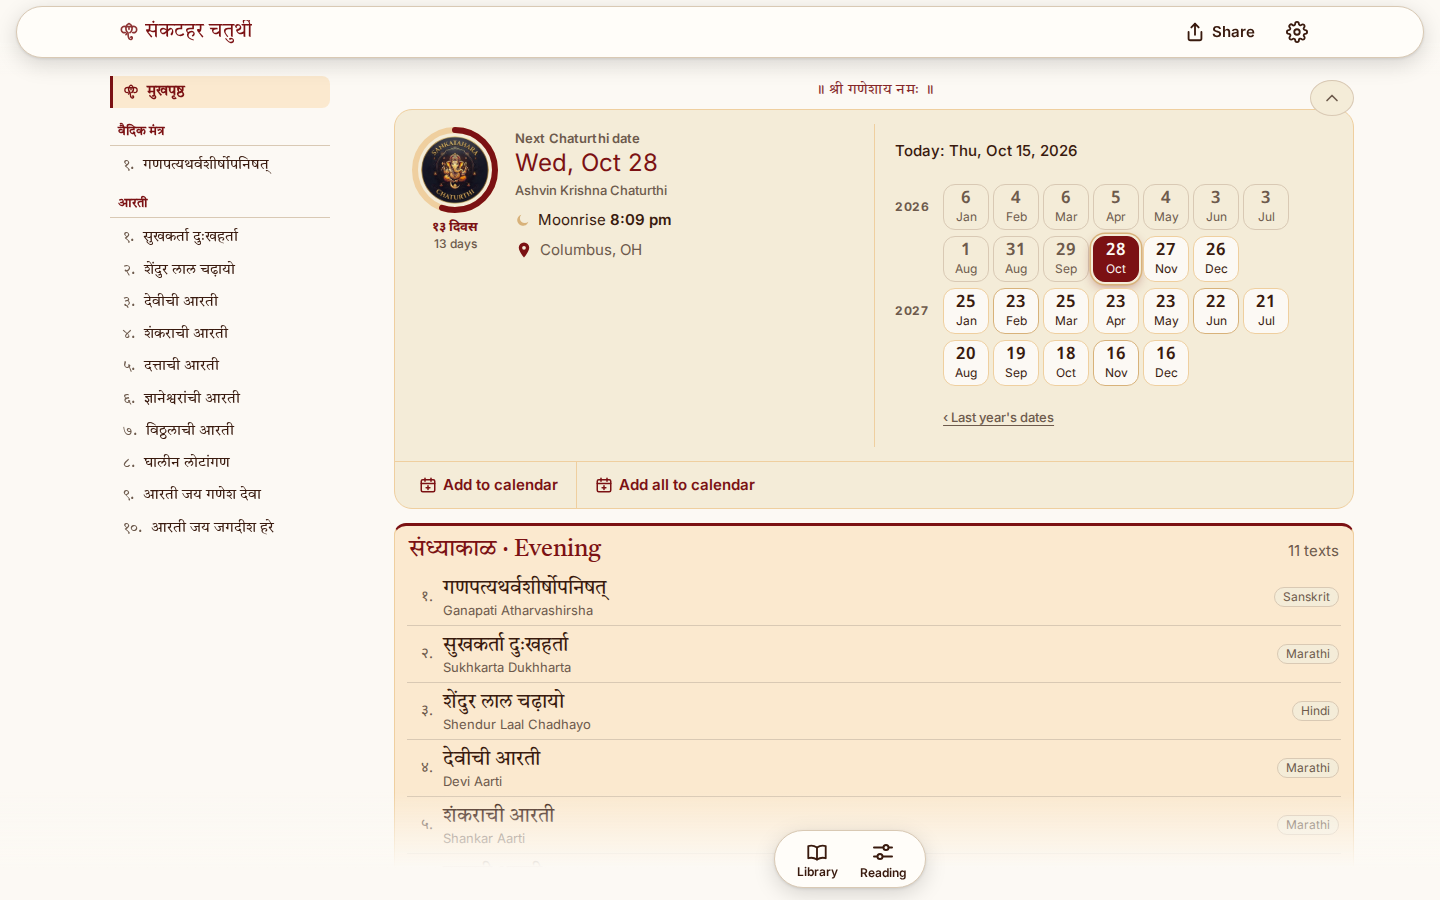 संकटहर चतुर्थी
Share
मुखपृष्ठ
वैदिक मंत्र
१. गणपत्यथर्वशीर्षोपनिषत्
आरती
१. सुखकर्ता दुःखहर्ता
२. शेंदुर लाल चढ़ायो
३. देवीची आरती
४. शंकराची आरती
५. दत्ताची आरती
६. ज्ञानेश्वरांची आरती
७. विठ्ठलाची आरती
८. घालीन लोटांगण
९. आरती जय गणेश देवा
१०. आरती जय जगदीश हरे
॥ श्री गणेशाय नमः ॥
SANKATAHARA
CHATURTHI
१३ दिवस
13 days
Next Chaturthi date
Wed, Oct 28
Ashvin Krishna Chaturthi
Moonrise 8:09 pm
Columbus, OH
Today: Thu, Oct 15, 2026
2026
6 Jan
4 Feb
6 Mar
5 Apr
4 May
3 Jun
3 Jul
1 Aug
31 Aug
29 Sep
28 Oct
27 Nov
26 Dec
2027
25 Jan
23 Feb
25 Mar
23 Apr
23 May
22 Jun
21 Jul
20 Aug
19 Sep
18 Oct
16 Nov
16 Dec
‹ Last year's dates
Add to calendar
Add all to calendar
संध्याकाळ · Evening
11 texts
१. गणपत्यथर्वशीर्षोपनिषत्
Ganapati Atharvashirsha
Sanskrit
२. सुखकर्ता दुःखहर्ता
Sukhkarta Dukhharta
Marathi
३. शेंदुर लाल चढ़ायो
Shendur Laal Chadhayo
Hindi
४. देवीची आरती
Devi Aarti
Marathi
५. शंकराची आरती
Shankar Aarti
Marathi
Library
Reading